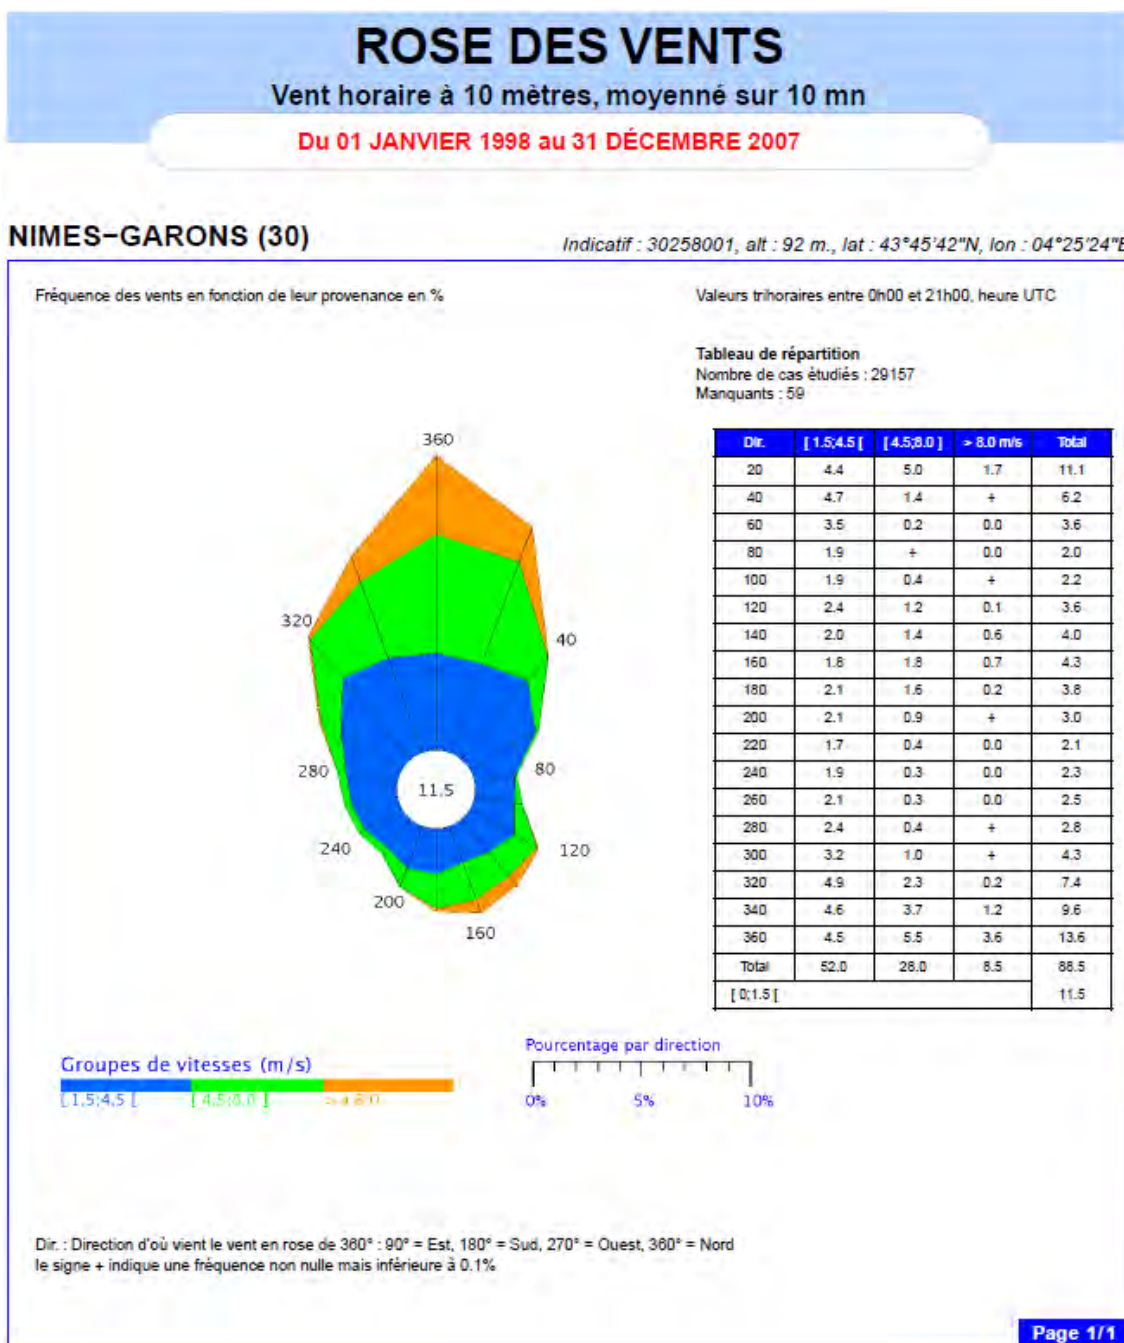 ROSE DES VENTS
Vent horaire à 10 mètres, moyenné sur 10 mn
Du 01 JANVIER 1998 au 31 DÉCEMBRE 2007
NIMES−GARONS (30)
Indicatif : 30258001, alt : 92 m., lat : 43°45'42"N, lon : 04°25'24"E
Fréquence des vents en fonction de leur provenance en %
Valeurs trihoraires entre 0h00 et 21h00, heure UTC
Tableau de répartition
Nombre de cas étudiés : 29157
Manquants : 59
360
320
40
280
80
11.5
240
120
200
160
Dir. [ 1.5;4.5 [ [ 4.5;8.0 ] > 8.0 m/s Total
20 4.4 5.0 1.7 11.1
40 4.7 1.4 + 6.2
60 3.5 0.2 0.0 3.6
80 1.9 + 0.0 2.0
100 1.9 0.4 + 2.2
120 2.4 1.2 0.1 3.6
140 2.0 1.4 0.6 4.0
160 1.8 1.8 0.7 4.3
180 2.1 1.6 0.2 3.8
200 2.1 0.9 + 3.0
220 1.7 0.4 0.0 2.1
240 1.9 0.3 0.0 2.3
260 2.1 0.3 0.0 2.5
280 2.4 0.4 + 2.8
300 3.2 1.0 + 4.3
320 4.9 2.3 0.2 7.4
340 4.6 3.7 1.2 9.6
360 4.5 5.5 3.6 13.6
Total 52.0 28.0 8.5 88.5
[ 0;1.5 [ 11.5
Groupes de vitesses (m/s)
[ 1.5;4.5 [ [ 4.5;8.0 ]
Pourcentage par direction
0% 5% 10%
Dir. : Direction d'où vient le vent en rose de 360° : 90° = Est, 180° = Sud, 270° = Ouest, 360° = Nord
le signe + indique une fréquence non nulle mais inférieure à 0.1%
Page 1/1